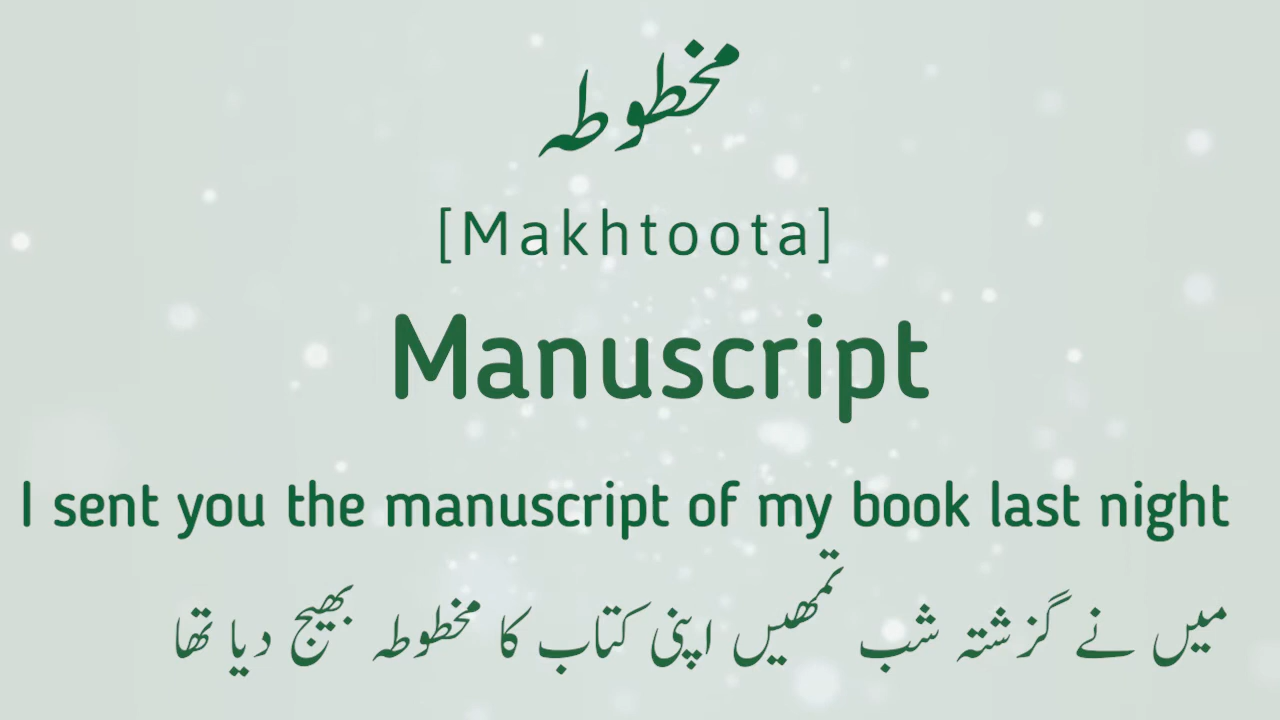 مخطوطہ
[Makhtoota]
Manuscript
I sent you the manuscript of my book last night
میں نے گزشتہ شب تمھیں اپنی کتاب کا مخطوطہ بھیج دیا تھا